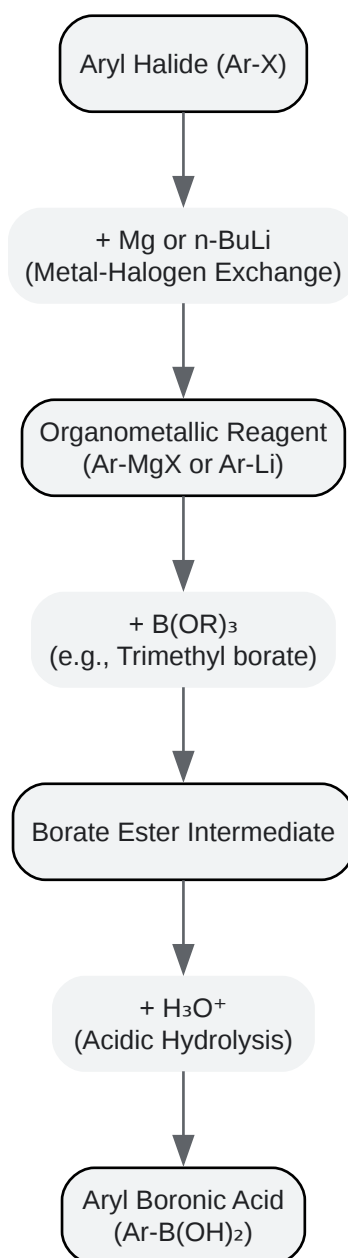 Aryl Halide (Ar-X)
+ Mg or n-BuLi
(Metal-Halogen Exchange)
Organometallic Reagent
(Ar-MgX or Ar-Li)
+ B(OR)₃
(e.g., Trimethyl borate)
Borate Ester Intermediate
+ H₃O⁺
(Acidic Hydrolysis)
Aryl Boronic Acid
(Ar-B(OH)₂)